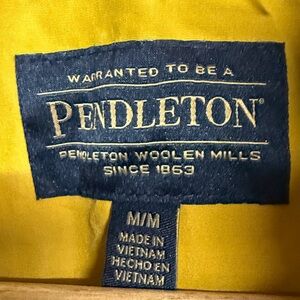 WARRANTED TO BE A
PENDLETON®
PENDLETON WOOLEN MILLS
SINCE 1863
M/M
MADE IN
VIETNAM
HECHO EN
VIETNAM